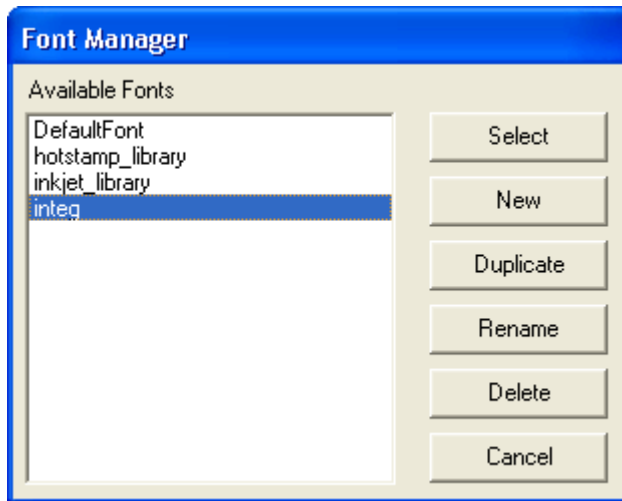 Font Manager
Available Fonts
DefaultFont
hotstamp_library
inkjet_library
integ
Select
New
Duplicate
Rename
Delete
Cancel